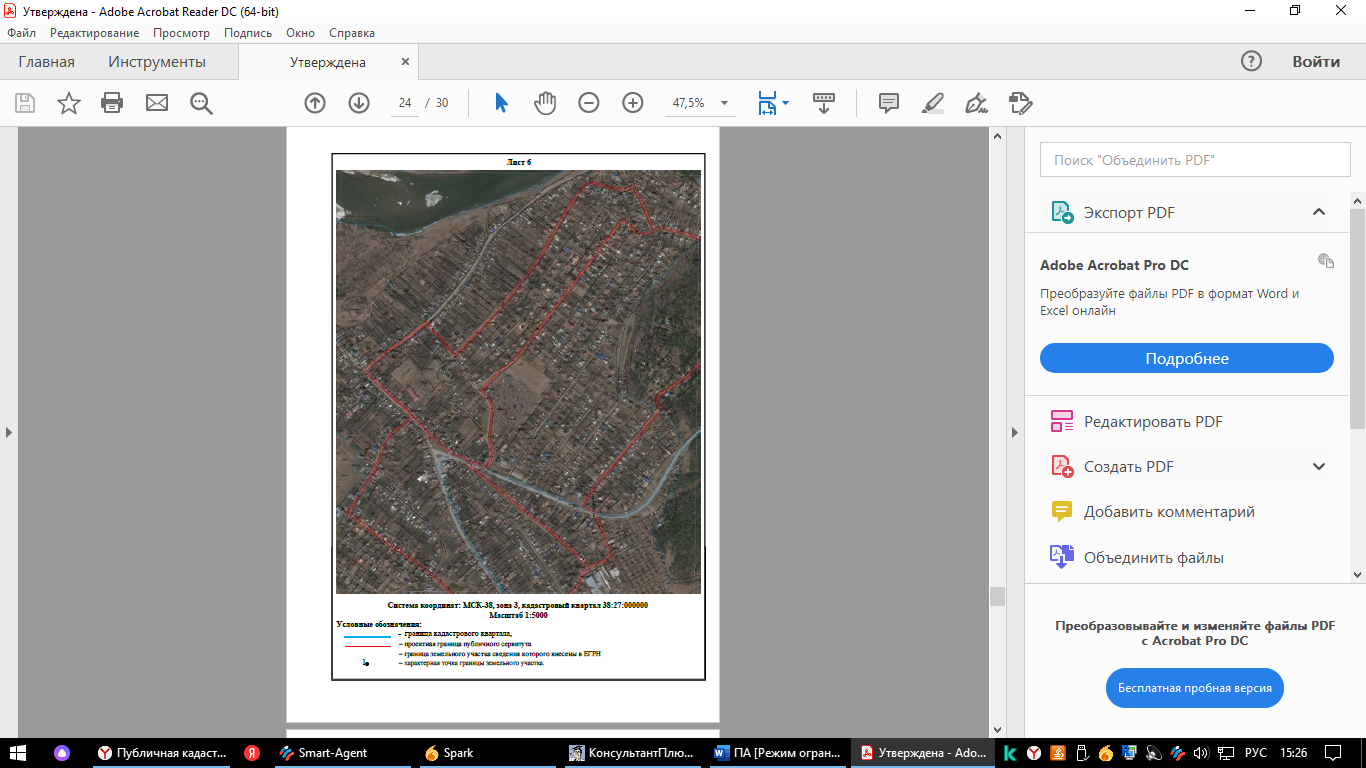 Утверждена - Adobe Acrobat Reader DC (64-bit)
Файл Редактирование Просмотр Подпись Окно Справка
Главная Инструменты Утверждена × Войти
24 / 30 47,5%
Лист 6
Система координат: МСК-38, зона 3, кадастровый квартал 38:27:000000
Масштаб 1:5000
Условные обозначения:
- граница кадастрового квартала,
– проектная граница публичного сервитута
– граница земельного участка сведения которого внесены в ЕГРН
1 – характерная точка границы земельного участка.
Поиск "Объединить PDF"
Экспорт PDF
Adobe Acrobat Pro DC
Преобразуйте файлы PDF в формат Word и
Excel онлайн
Подробнее
Редактировать PDF
Создать PDF
Добавить комментарий
Объединить файлы
Преобразовывайте и изменяйте файлы PDF
с Acrobat Pro DC
Бесплатная пробная версия
Публичная кадаст... Smart-Agent Spark КонсультантПлю... ПА [Режим огран... Утверждена - Ado... РУС 15:26